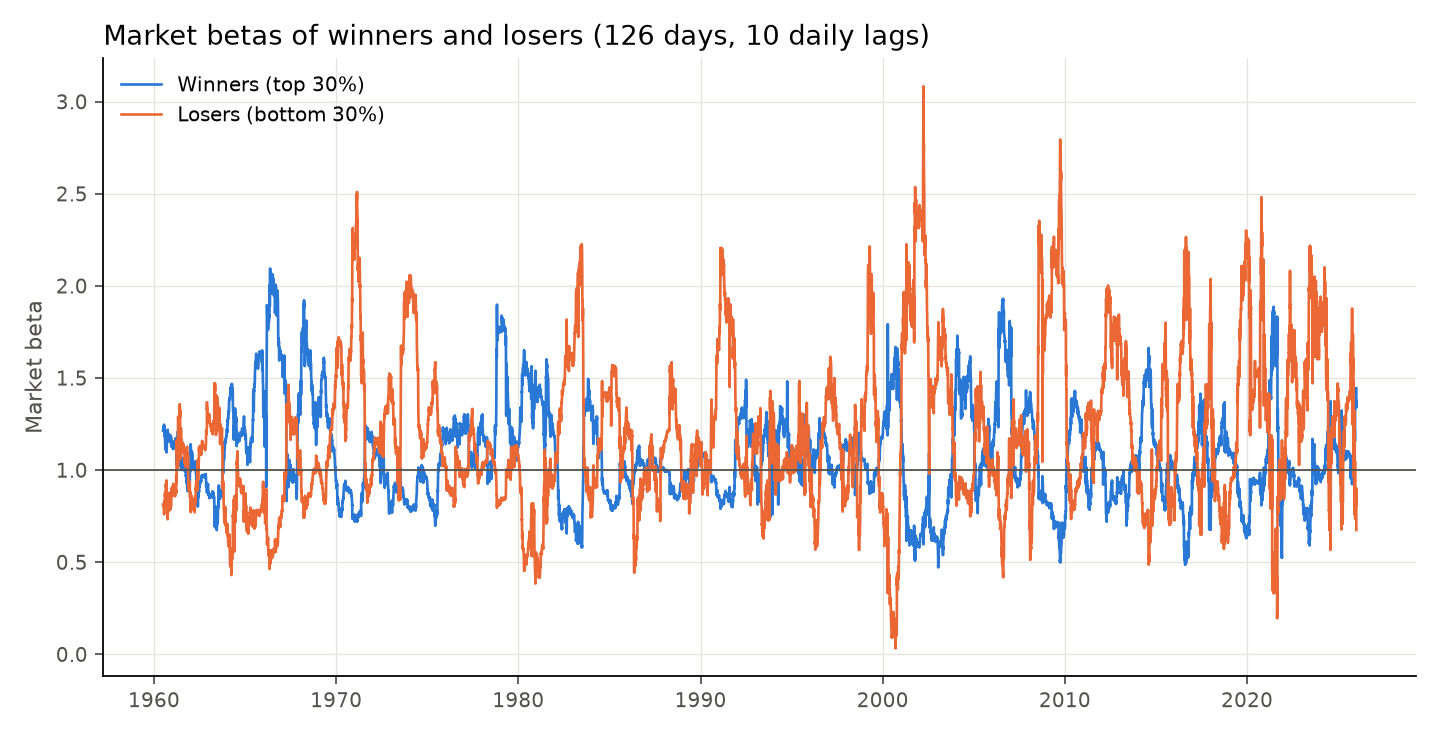 Market betas of winners and losers (126 days, 10 daily lags)
Winners (top 30%)
Losers (bottom 30%)
Market beta
3.0
2.5
2.0
1.5
1.0
0.5
0.0
1960 1970 1980 1990 2000 2010 2020